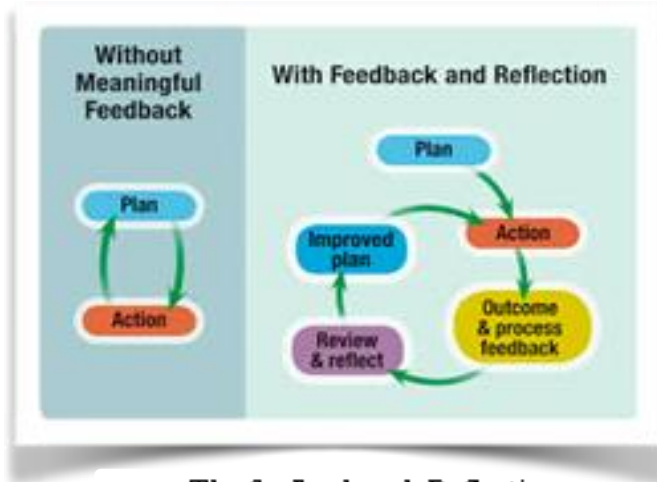 Without
Meaningful
Feedback
With Feedback and Reflection
Plan
Action
Plan
Action
Outcome
& process
feedback
Review
& reflect
Improved
plan